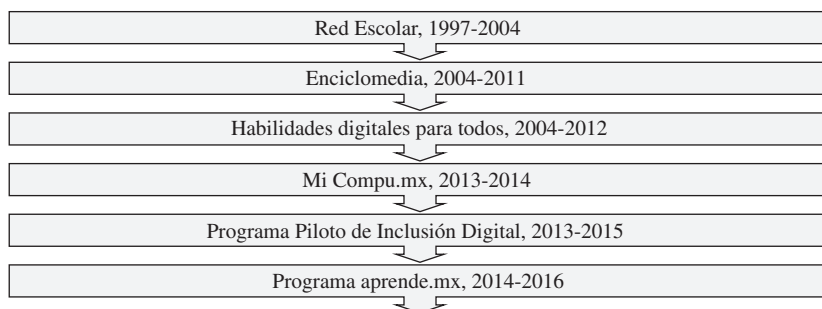 Red Escolar, 1997-2004
Enciclomedia, 2004-2011
Habilidades digitales para todos, 2004-2012
Mi Compu.mx, 2013-2014
Programa Piloto de Inclusión Digital, 2013-2015
Programa aprende.mx, 2014-2016